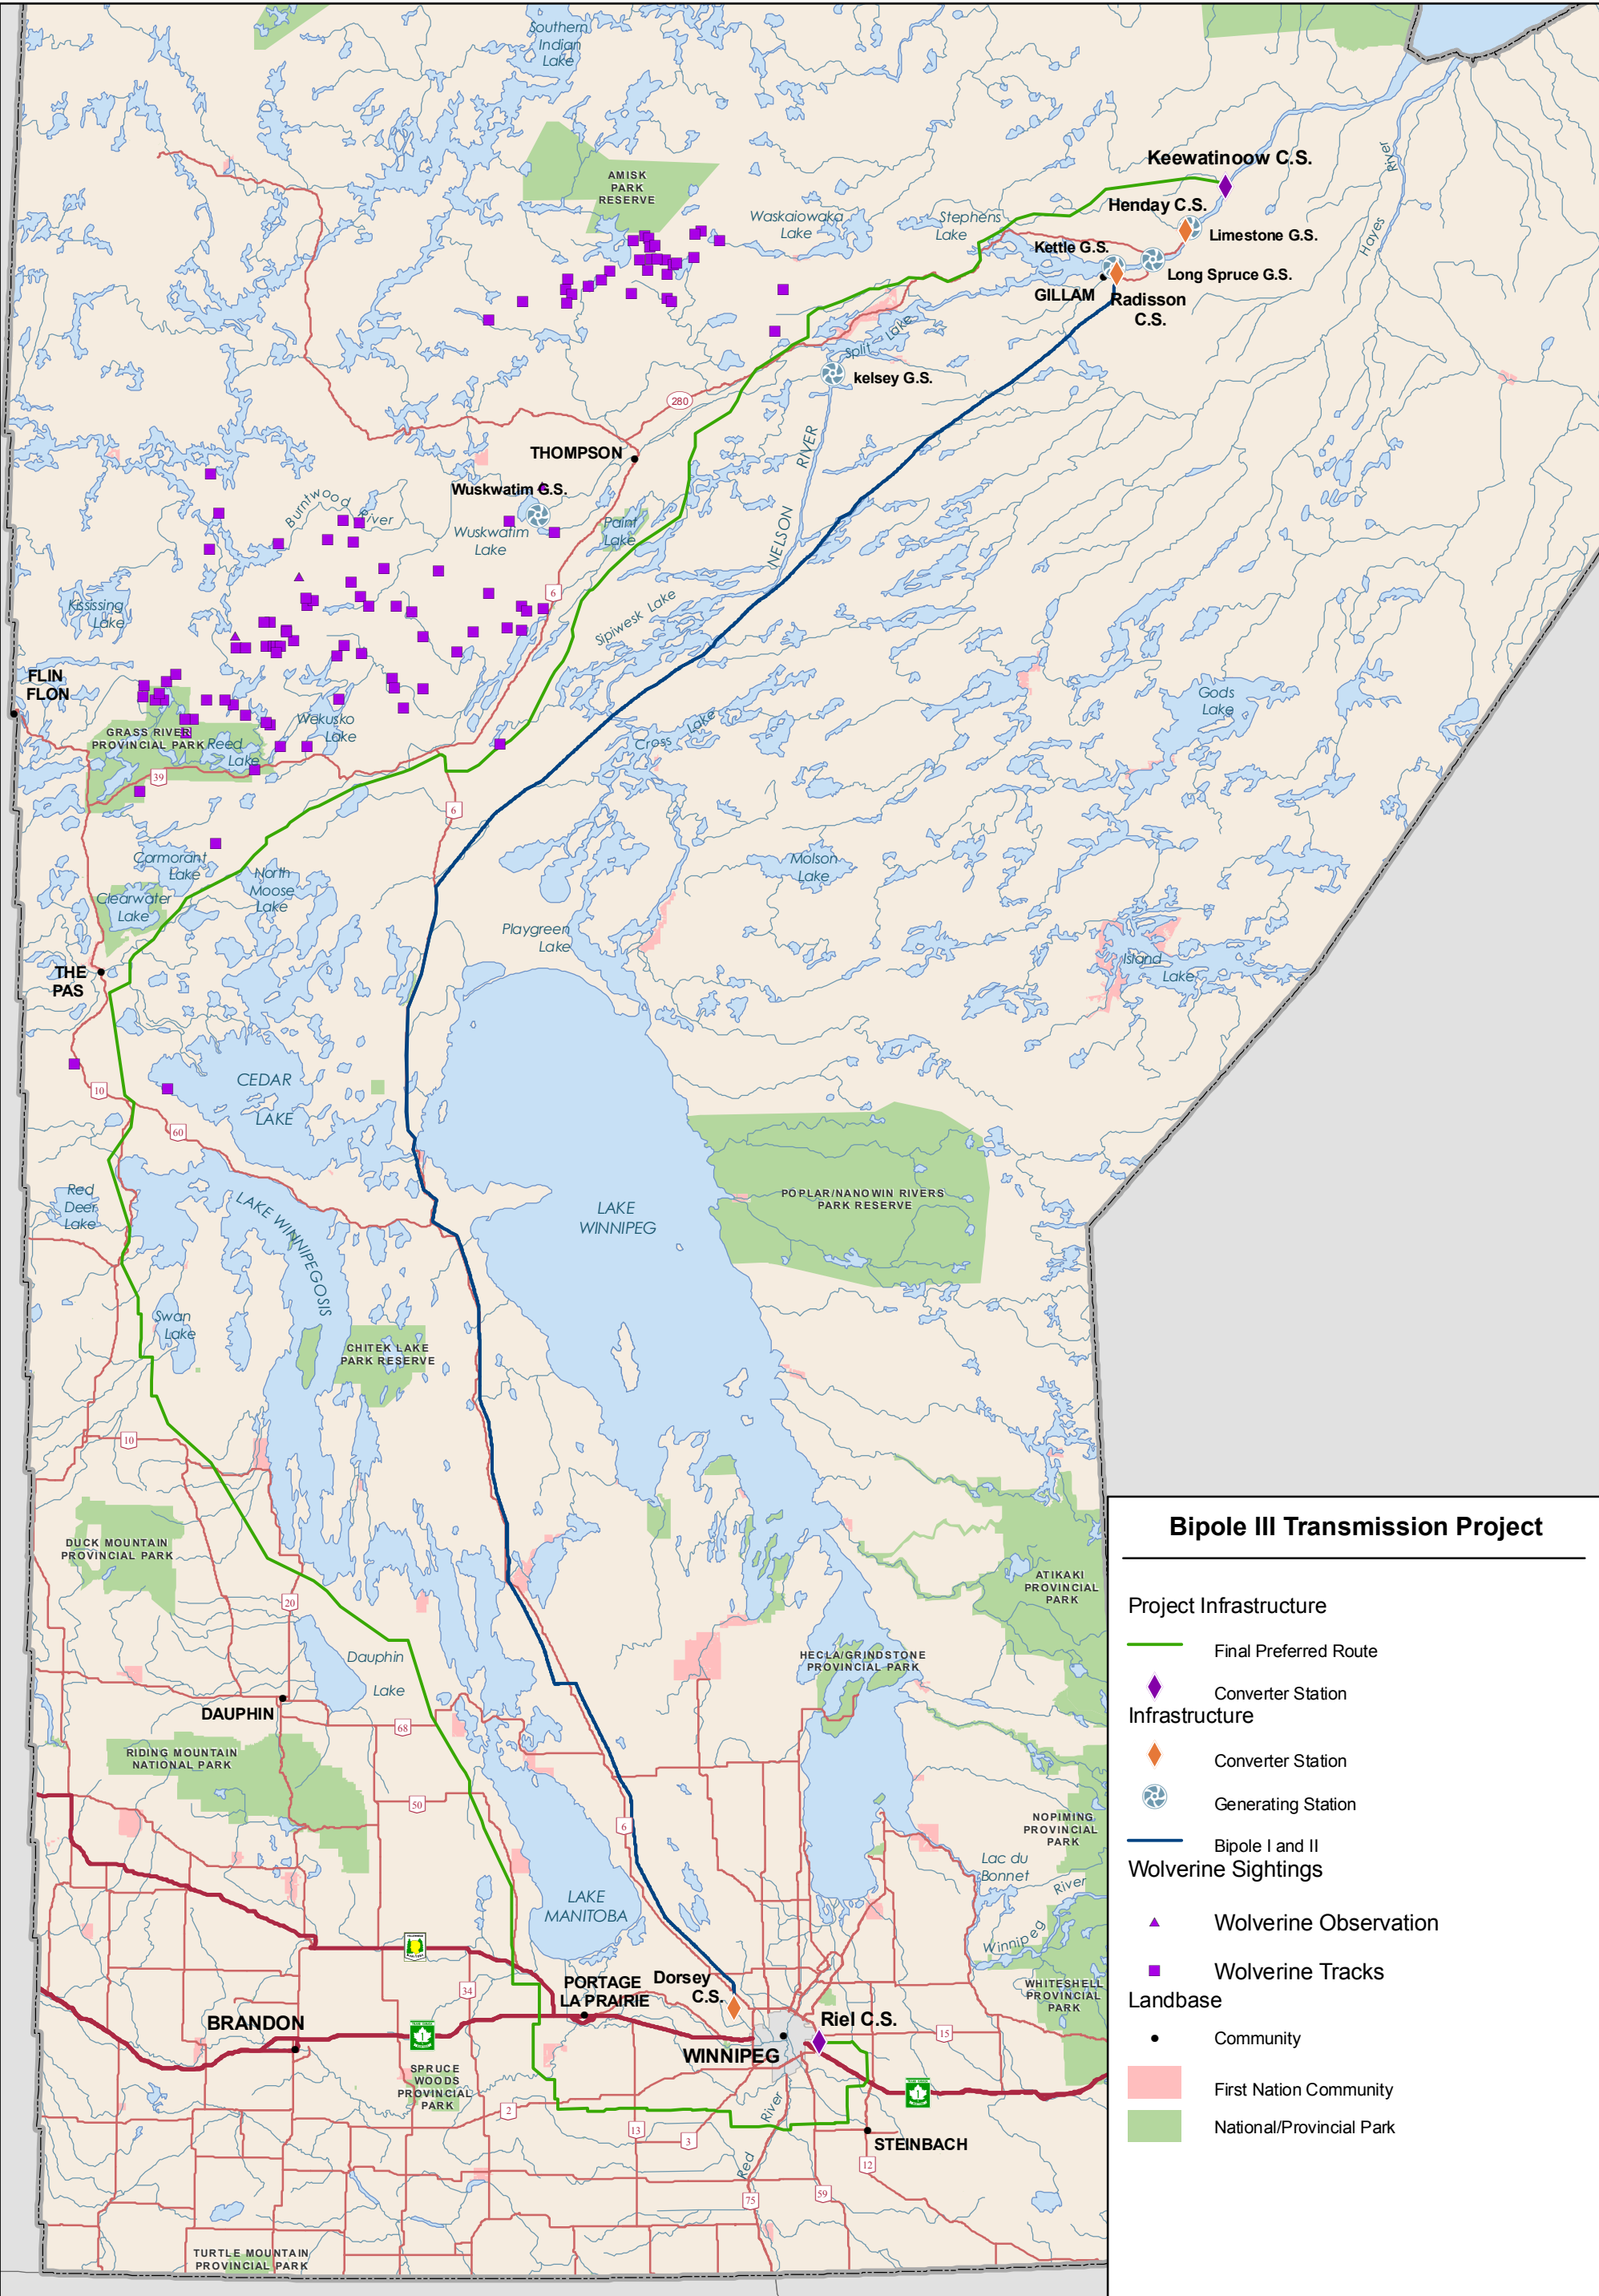 Southern
Indian
Lake
Keewatinoow C.S.
River
AMISK
PARK
RESERVE
Henday C.S.
Waskaiowaka
Lake
Stephens
Lake
Limestone G.S.
Hayes
Kettle G.S.
Long Spruce G.S.
GILLAM
Radisson
C.S.
Split Lake
kelsey G.S.
280
THOMPSON
RIVER
NELSON
Wuskwatim G.S.
Burntwood
River
Wuskwatim
Lake
Paint
Lake
6
Kississing
Lake
Sipiwesk Lake
FLIN
FLON
Gods
Lake
Wekusko
Lake
Cross Lake
GRASS RIVER
PROVINCIAL PARK
Reed
Lake
39
6
Cormorant
Lake
North
Moose
Lake
Molson
Lake
Clearwater
Lake
Playgreen
Lake
Island
Lake
THE
PAS
CEDAR
LAKE
10
60
Red
Deer
Lake
LAKE WINNIPEGOSIS
LAKE
WINNIPEG
POPLAR/NANOWIN RIVERS
PARK RESERVE
Swan
Lake
CHITEK LAKE
PARK RESERVE
10
DUCK MOUNTAIN
PROVINCIAL PARK
ATIKAKI
PROVINCIAL
PARK
20
Dauphin
Lake
HECLA/GRINDSTONE
PROVINCIAL PARK
DAUPHIN
68
RIDING MOUNTAIN
NATIONAL PARK
50
6
NOPIMING
PROVINCIAL
PARK
Lac du
Bonnet
River
Winnipeg
LAKE
MANITOBA
34
PORTAGE
LA PRAIRIE
Dorsey
C.S.
WHITESHELL
PROVINCIAL
PARK
BRANDON
1
Riel C.S.
15
WINNIPEG
SPRUCE
WOODS
PROVINCIAL
PARK
1
2
13
3
River
Red
STEINBACH
12
75
59
TURTLE MOUNTAIN
PROVINCIAL PARK
Bipole III Transmission Project
Project Infrastructure
Final Preferred Route
Converter Station
Infrastructure
Converter Station
Generating Station
Bipole I and II
Wolverine Sightings
Wolverine Observation
Wolverine Tracks
Landbase
Community
First Nation Community
National/Provincial Park